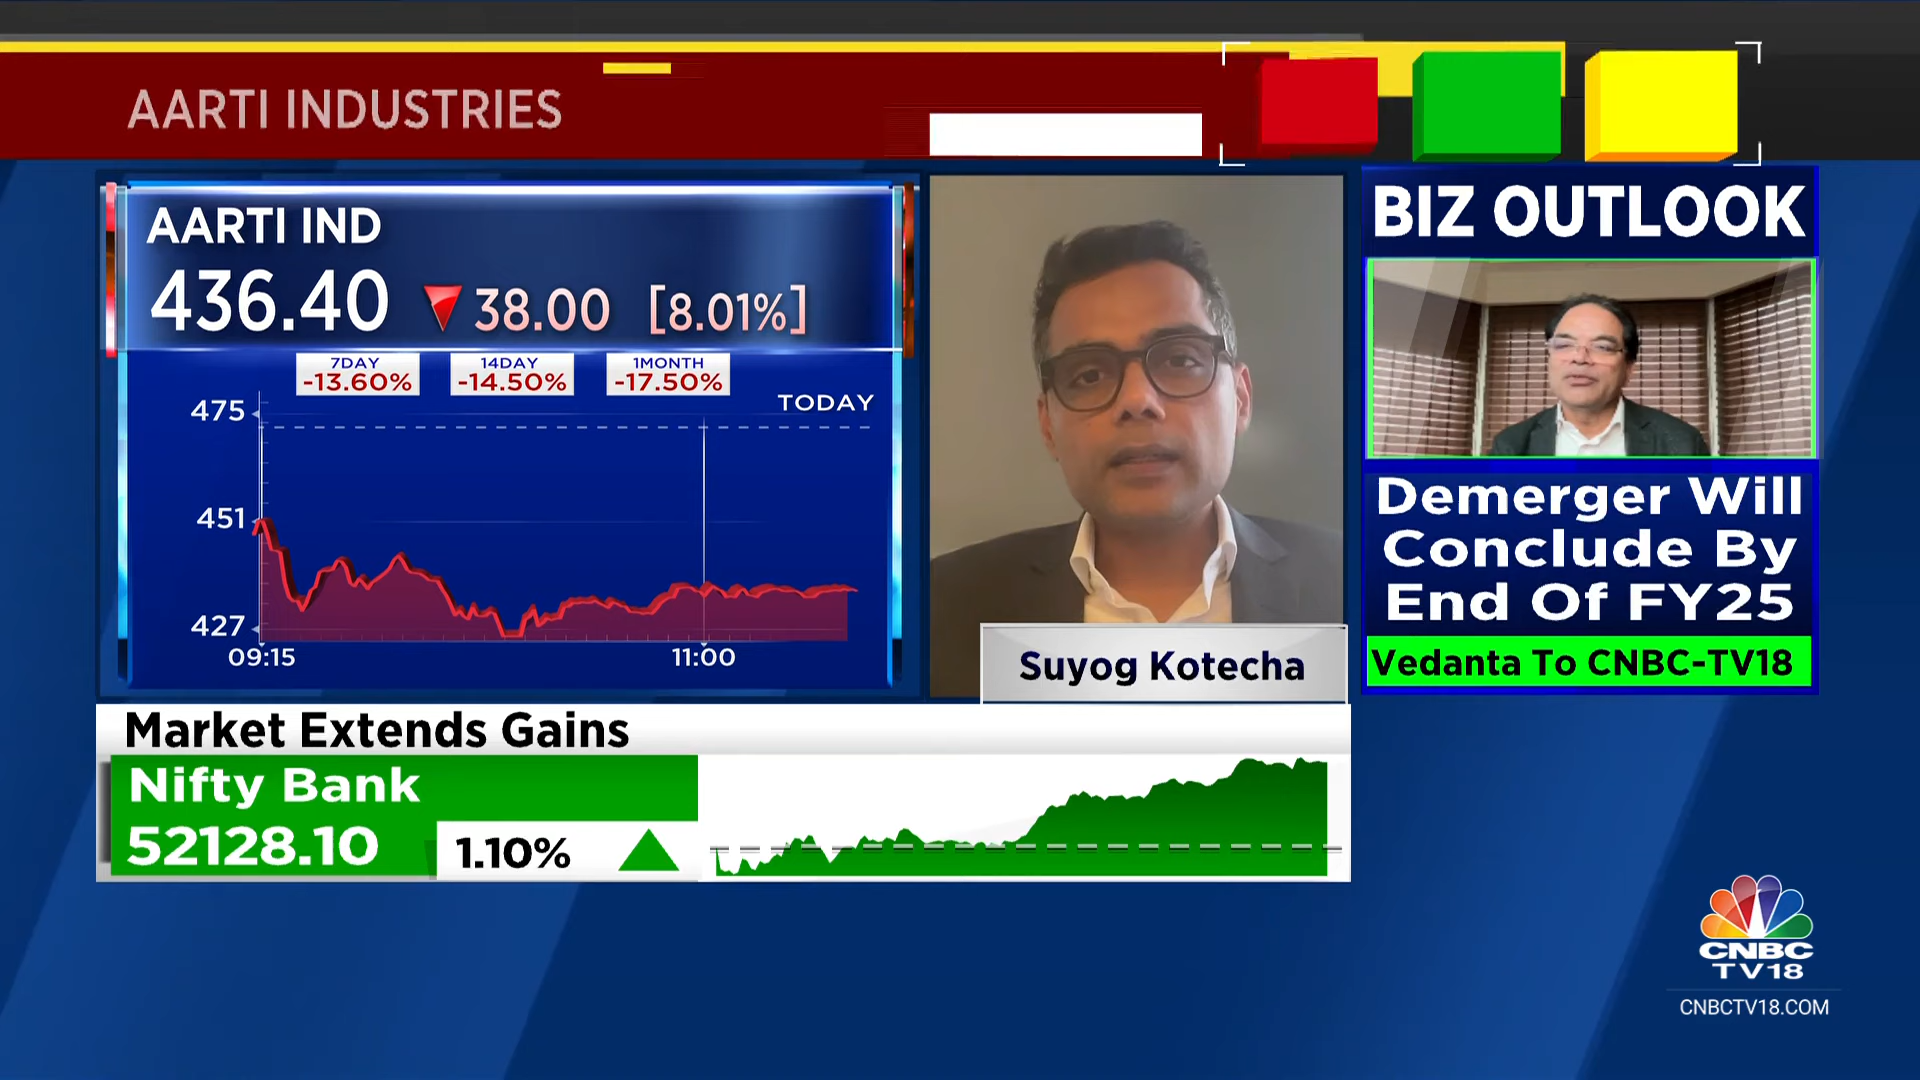 AARTI INDUSTRIES
AARTI IND
436.40 38.00 [8.01%]
7DAY
-13.60%
14DAY
-14.50%
1MONTH
-17.50%
TODAY
475
451
427
09:15
11:00
Suyog Kotecha
BIZ OUTLOOK
Demerger Will
Conclude By
End Of FY25
Vedanta To CNBC-TV18
Market Extends Gains
Nifty Bank
52128.10
1.10%
CNBC
TV18
CNBCTV18.COM